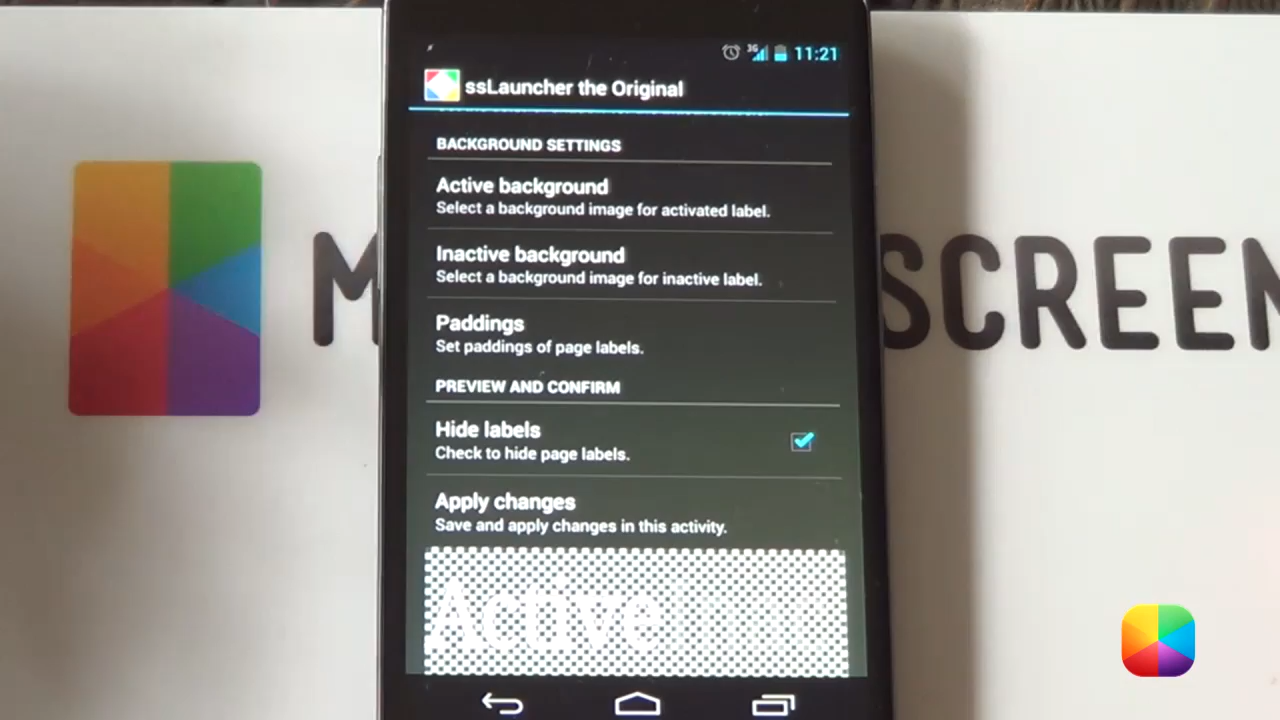 3G 11:21
ssLauncher the Original
BACKGROUND SETTINGS
Active background
Select a background image for activated label.
Inactive background
Select a background image for inactive label.
Paddings
Set paddings of page labels.
PREVIEW AND CONFIRM
Hide labels
Check to hide page labels.
Apply changes
Save and apply changes in this activity.
Active
M SCREEN